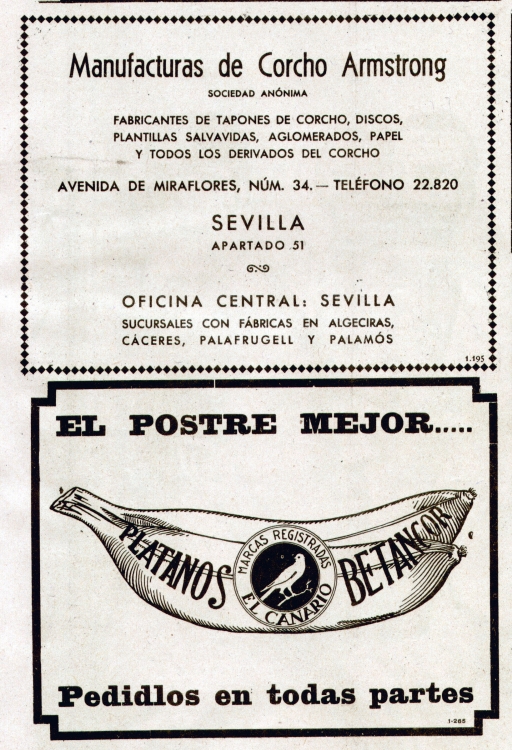 Manufacturas de Corcho Armstrong
SOCIEDAD ANÓNIMA
FABRICANTES DE TAPONES DE CORCHO, DISCOS,
PLANTILLAS SALVAVIDAS, AGLOMERADOS, PAPEL
Y TODOS LOS DERIVADOS DEL CORCHO
AVENIDA DE MIRAFLORES, NÚM. 34. — TELÉFONO 22.820
SEVILLA
APARTADO 51
OFICINA CENTRAL: SEVILLA
SUCURSALES CON FÁBRICAS EN ALGECIRAS,
CÁCERES, PALAFRUGELL Y PALAMÓS
1.195
EL POSTRE MEJOR.....
PLATANOS BETANCOR
MARCAS REGISTRADAS
EL CANARIO
Pedidlos en todas partes
1-285